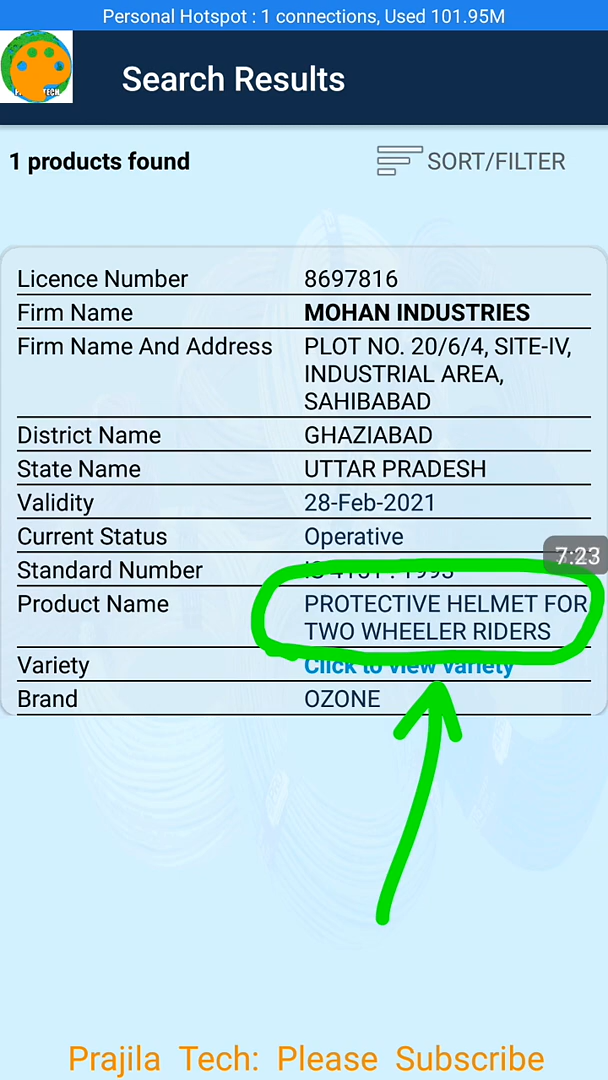 Personal Hotspot : 1 connections, Used 101.95M
Search Results
1 products found
SORT/FILTER
Licence Number 8697816
Firm Name MOHAN INDUSTRIES
Firm Name And Address PLOT NO. 20/6/4, SITE-IV,
INDUSTRIAL AREA,
SAHIBABAD
District Name GHAZIABAD
State Name UTTAR PRADESH
Validity 28-Feb-2021
Current Status Operative
7:23
Standard Number
Product Name PROTECTIVE HELMET FOR
TWO WHEELER RIDERS
Variety Click to view variety
Brand OZONE
Prajila Tech: Please Subscribe